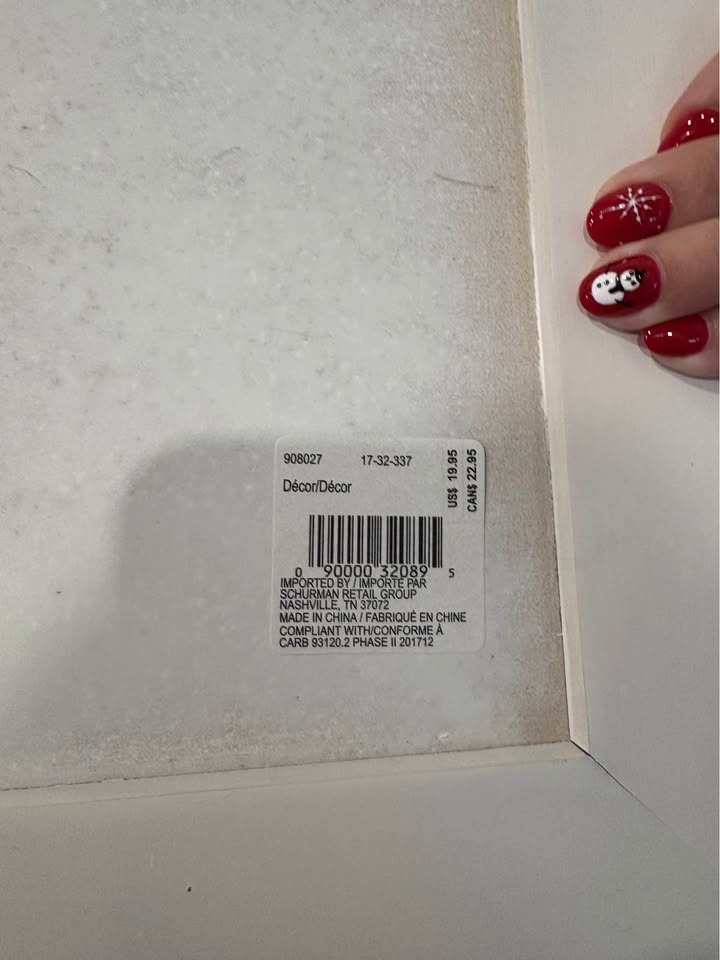 908027 17-32-337
US$ 19.95
CAN$ 22.95
Décor/Décor
0 90000 32089 5
IMPORTED BY / IMPORTÉ PAR
SCHURMAN RETAIL GROUP
NASHVILLE, TN 37072
MADE IN CHINA / FABRIQUÉ EN CHINE
COMPLIANT WITH/CONFORME À
CARB 93120.2 PHASE II 201712